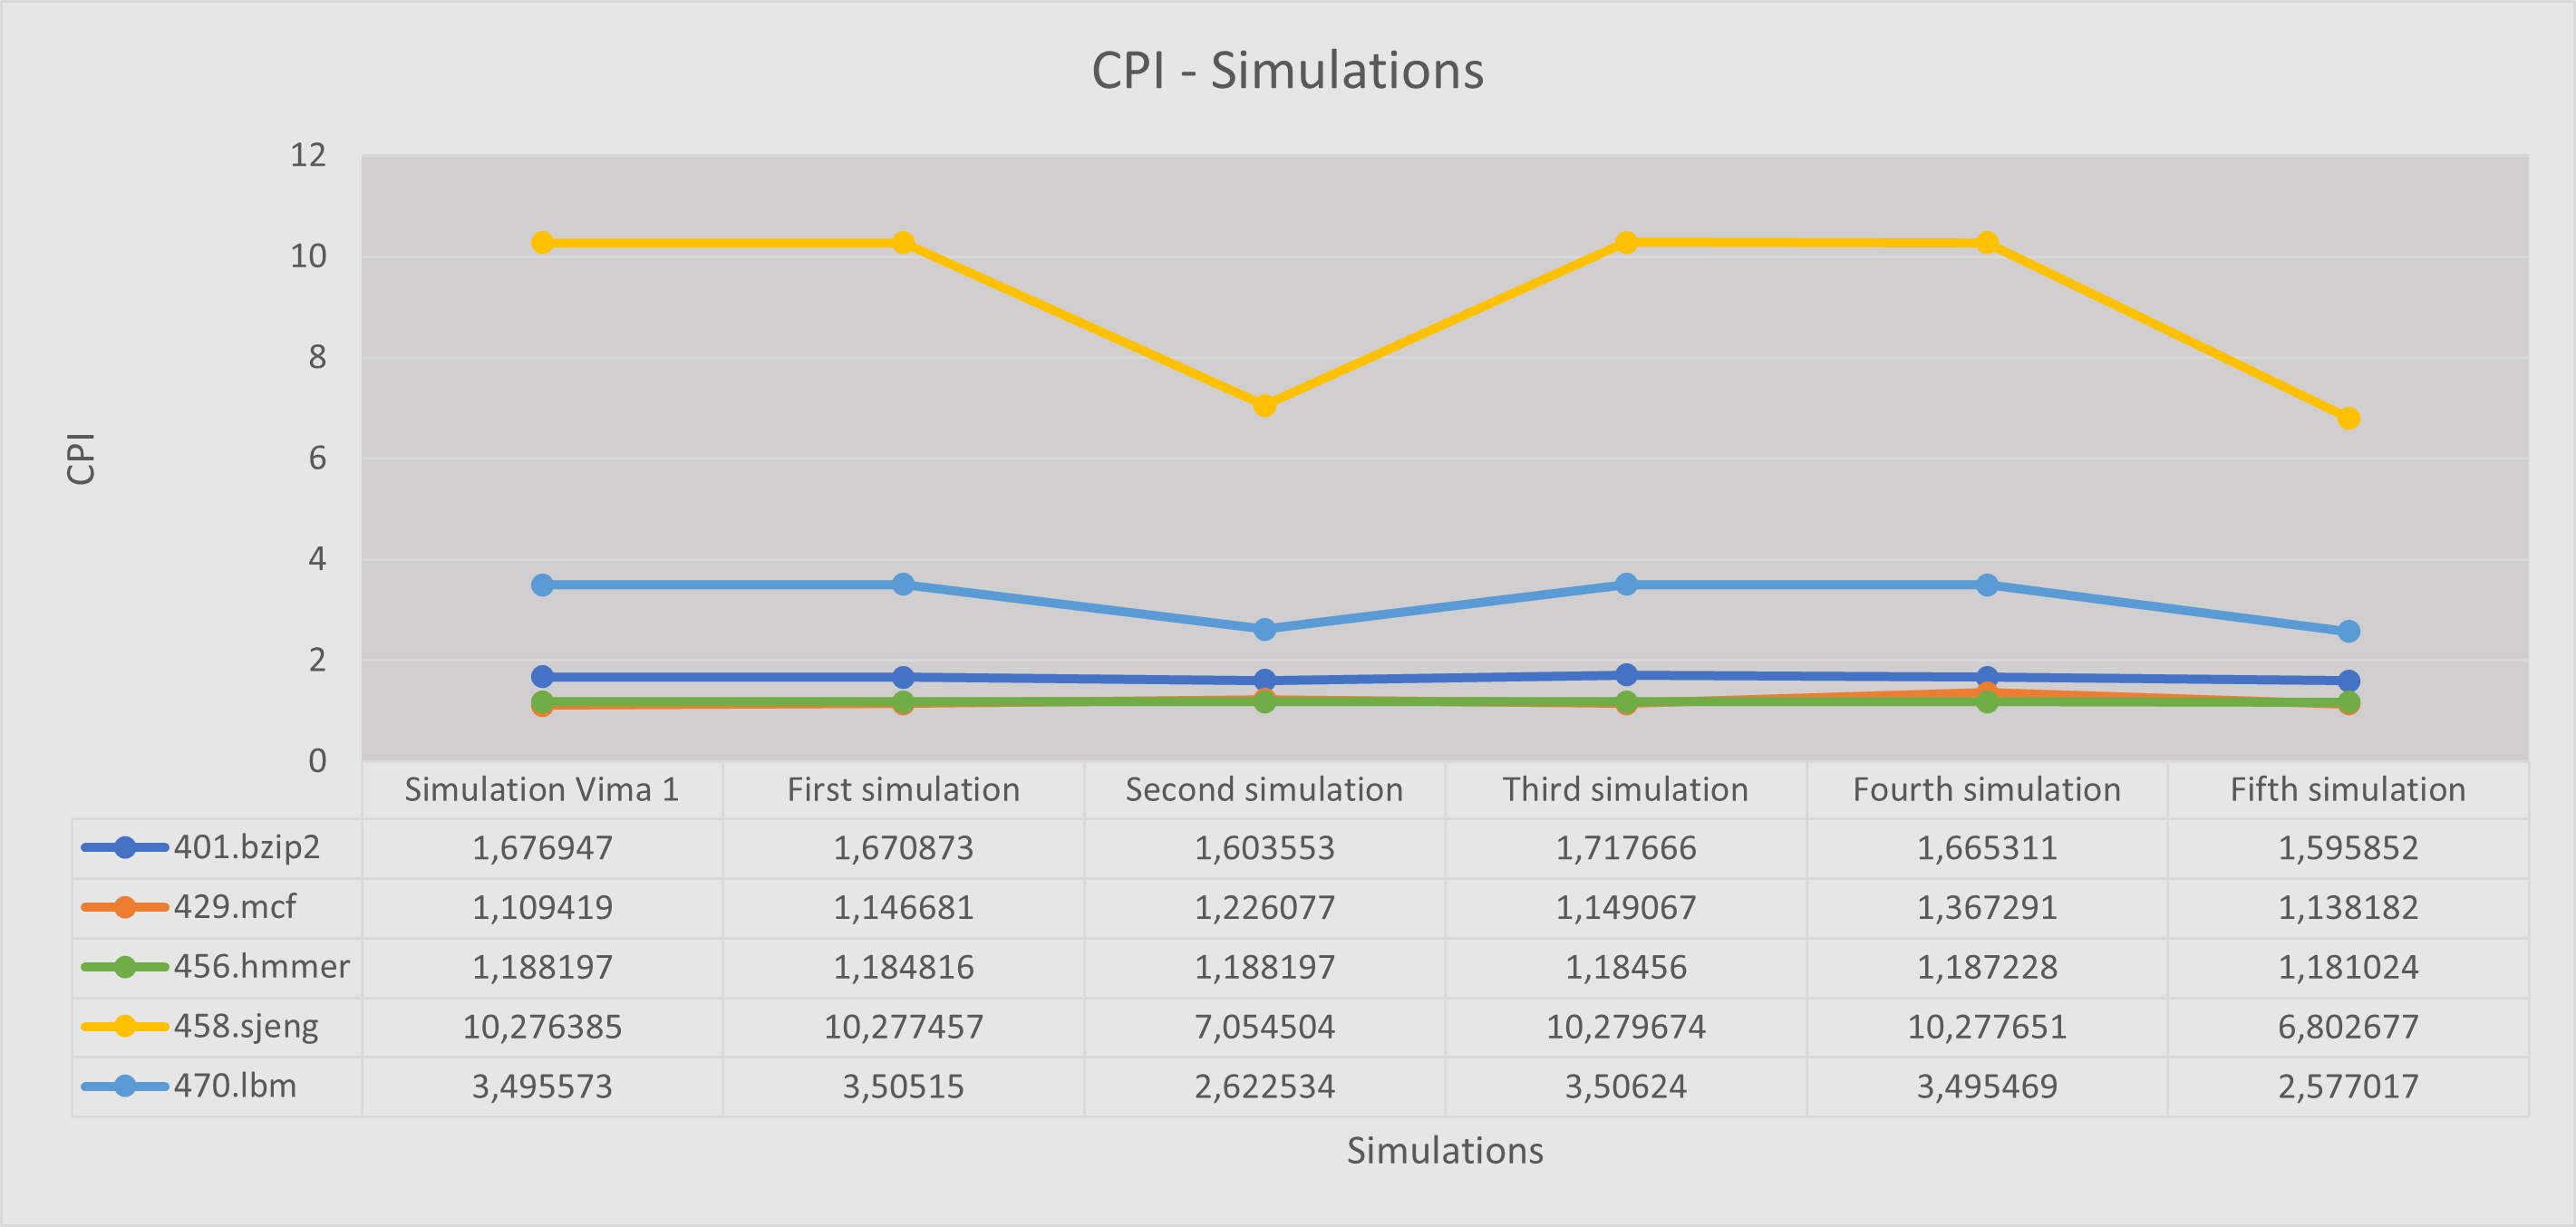 CPI - Simulations
12
10
8
6
4
2
0
CPI
Simulation Vima 1 First simulation Second simulation Third simulation Fourth simulation Fifth simulation
401.bzip2 1,676947 1,670873 1,603553 1,717666 1,665311 1,595852
429.mcf 1,109419 1,146681 1,226077 1,149067 1,367291 1,138182
456.hmmer 1,188197 1,184816 1,188197 1,18456 1,187228 1,181024
458.sjeng 10,276385 10,277457 7,054504 10,279674 10,277651 6,802677
470.lbm 3,495573 3,50515 2,622534 3,50624 3,495469 2,577017
Simulations